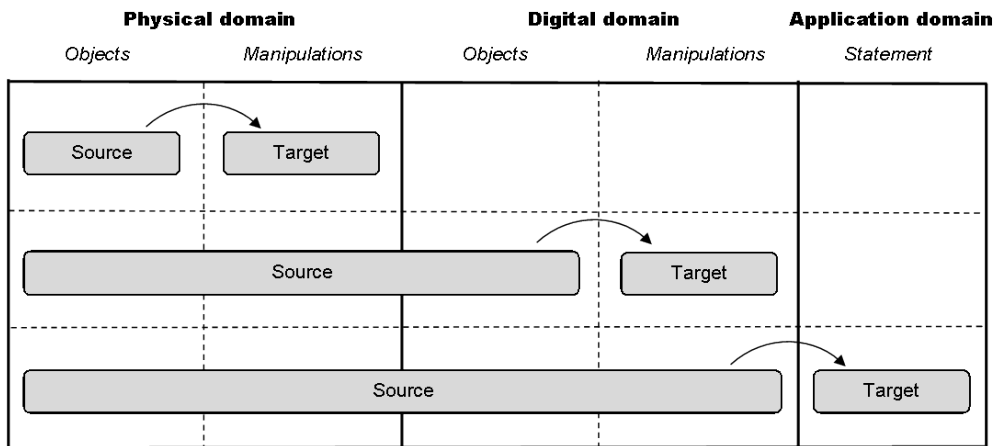 Physical domain Digital domain Application domain
Objects Manipulations Objects Manipulations Statement
Source Target
Source Target
Source Target